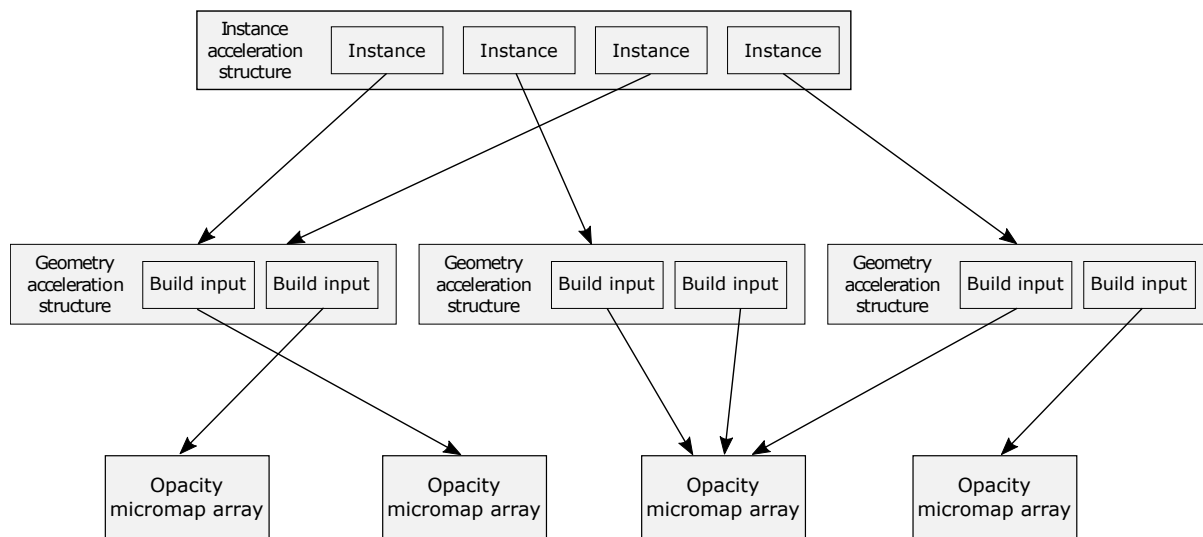 Instance
acceleration
structure
Instance
Instance
Instance
Instance
Geometry
acceleration
structure
Build input
Build input
Geometry
acceleration
structure
Build input
Build input
Geometry
acceleration
structure
Build input
Build input
Opacity
micromap array
Opacity
micromap array
Opacity
micromap array
Opacity
micromap array